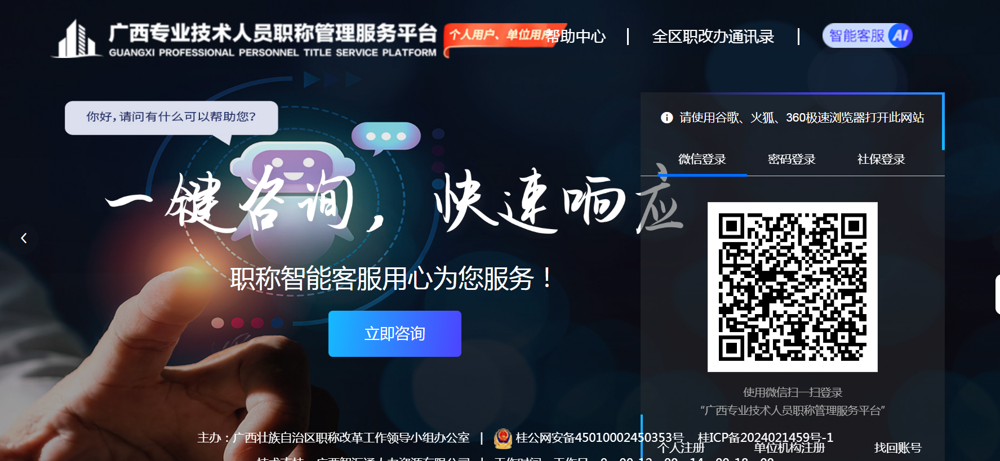 广西专业技术人员职称管理服务平台
GUANGXI PROFESSIONAL PERSONNEL TITLE SERVICE PLATFORM
个人用户、单位用户
帮助中心
全区职改办通讯录
智能客服 AI
你好，请问有什么可以帮助您？
请使用谷歌、火狐、360极速浏览器打开此网站
微信登录 密码登录 社保登录
一键咨询，快速响应
职称智能客服用心为您服务！
立即咨询
使用微信扫一扫登录
“广西专业技术人员职称管理服务平台”
主办：广西壮族自治区职称改革工作领导小组办公室 | 桂公网安备45010002450353号 桂ICP备2024021459号-1
个人注册 单位机构注册 找回账号